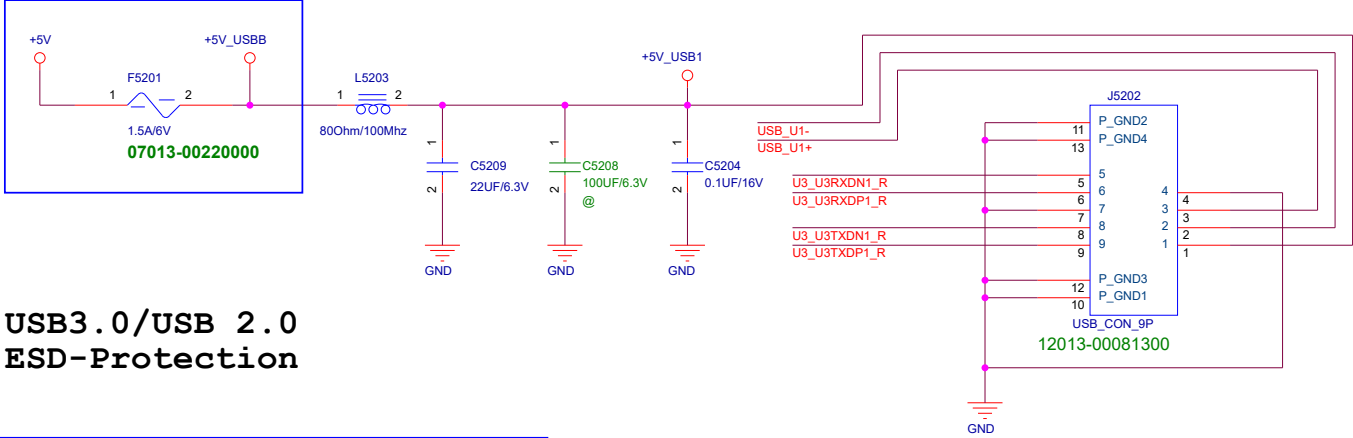 +5V
+5V_USBB
+5V_USB1
F5201
1 2
1.5A/6V
07013-00220000
L5203
1 2
80Ohm/100Mhz
1
C5209
2
22UF/6.3V
GND
1
C5208
2
100UF/6.3V
@
GND
1
C5204
2
0.1UF/16V
GND
USB_U1-
USB_U1+
U3_U3RXDN1_R
U3_U3RXDP1_R
U3_U3TXDN1_R
U3_U3TXDP1_R
J5202
11 P_GND2
13 P_GND4
5 5
6 6
7 7
8 8
9 9
4 4
3 3
2 2
1 1
12 P_GND3
10 P_GND1
USB_CON_9P
12013-00081300
GND
USB3.0/USB 2.0
ESD-Protection